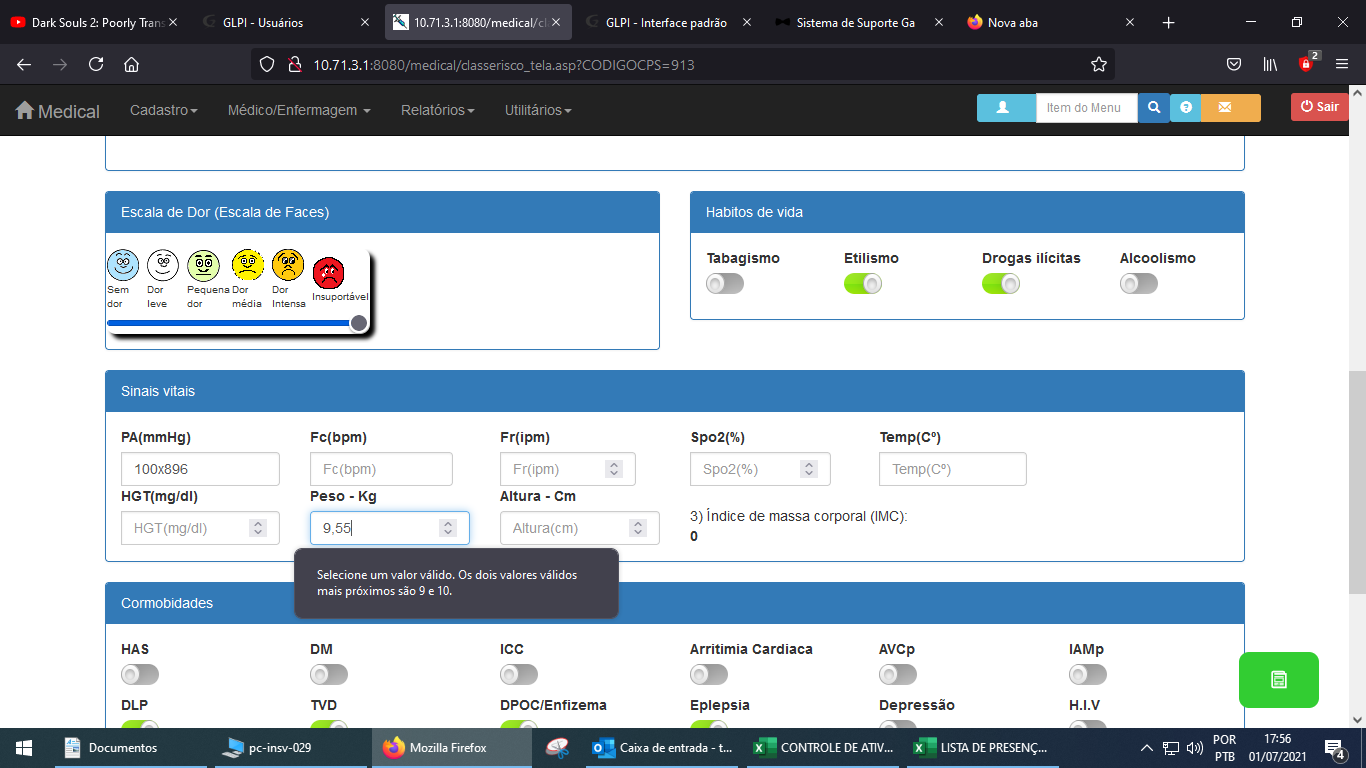 Dark Souls 2: Poorly Trans
GLPI - Usuários
10.71.3.1:8080/medical/cl
GLPI - Interface padrão
Sistema de Suporte Ga
Nova aba
10.71.3.1:8080/medical/classerisco_tela.asp?CODIGOCPS=913
2
Medical
Cadastro
Médico/Enfermagem
Relatórios
Utilitários
Item do Menu
Sair
Escala de Dor (Escala de Faces)
Habitos de vida
Sem dor
Dor leve
Pequena dor
Dor média
Dor Intensa
Insuportável
Tabagismo
Etilismo
Drogas ilícitas
Alcoolismo
Sinais vitais
PA(mmHg)
Fc(bpm)
Fr(ipm)
Spo2(%)
Temp(Cº)
100x896
Fc(bpm)
Fr(ipm)
Spo2(%)
Temp(Cº)
HGT(mg/dl)
Peso - Kg
Altura - Cm
HGT(mg/dl)
9,55
Altura(cm)
3) Índice de massa corporal (IMC):
0
Selecione um valor válido. Os dois valores válidos
mais próximos são 9 e 10.
Cormobidades
HAS
DM
ICC
Arritimia Cardiaca
AVCp
IAMp
DLP
TVD
DPOC/Enfizema
Eplepsia
Depressão
H.I.V
Documentos
pc-insv-029
Mozilla Firefox
Caixa de entrada - t...
CONTROLE DE ATIV...
LISTA DE PRESENÇ...
POR
PTB
17:56
01/07/2021
4